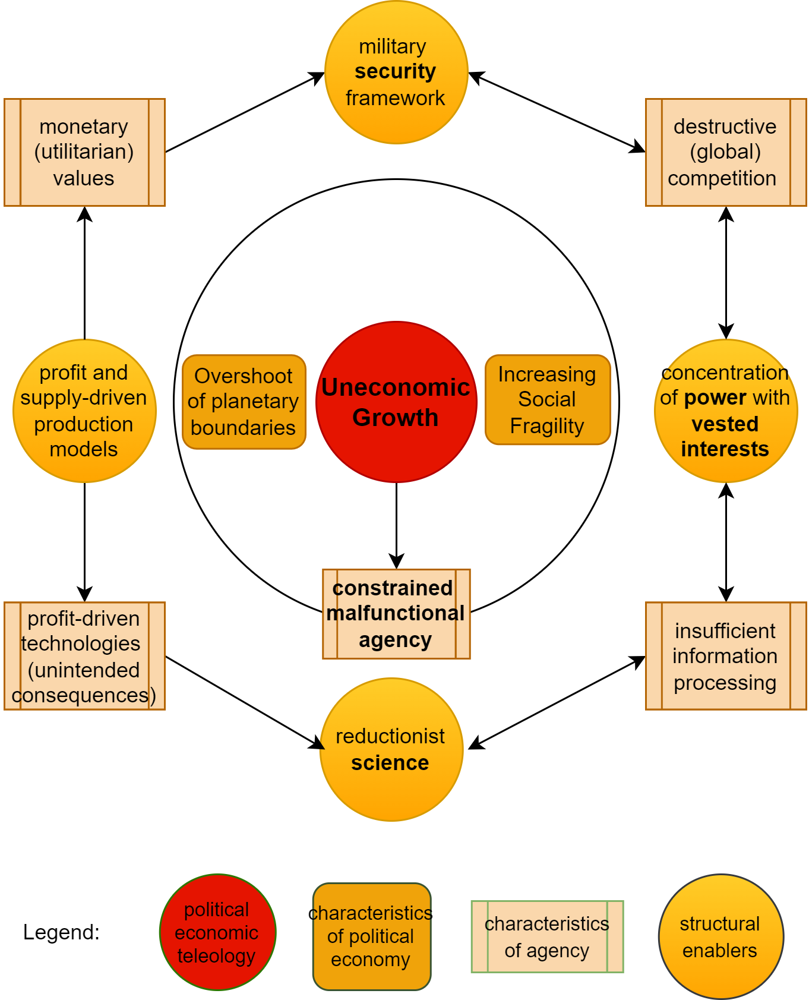 military
security
framework
monetary
(utilitarian)
values
destructive
(global)
competition
profit and
supply-driven
production
models
Overshoot
of planetary
boundaries
Uneconomic
Growth
Increasing
Social
Fragility
concentration
of power with
vested
interests
constrained
malfunctional
agency
profit-driven
technologies
(unintended
consequences)
insufficient
information
processing
reductionist
science
Legend:
political
economic
teleology
characteristics
of political
economy
characteristics
of agency
structural
enablers